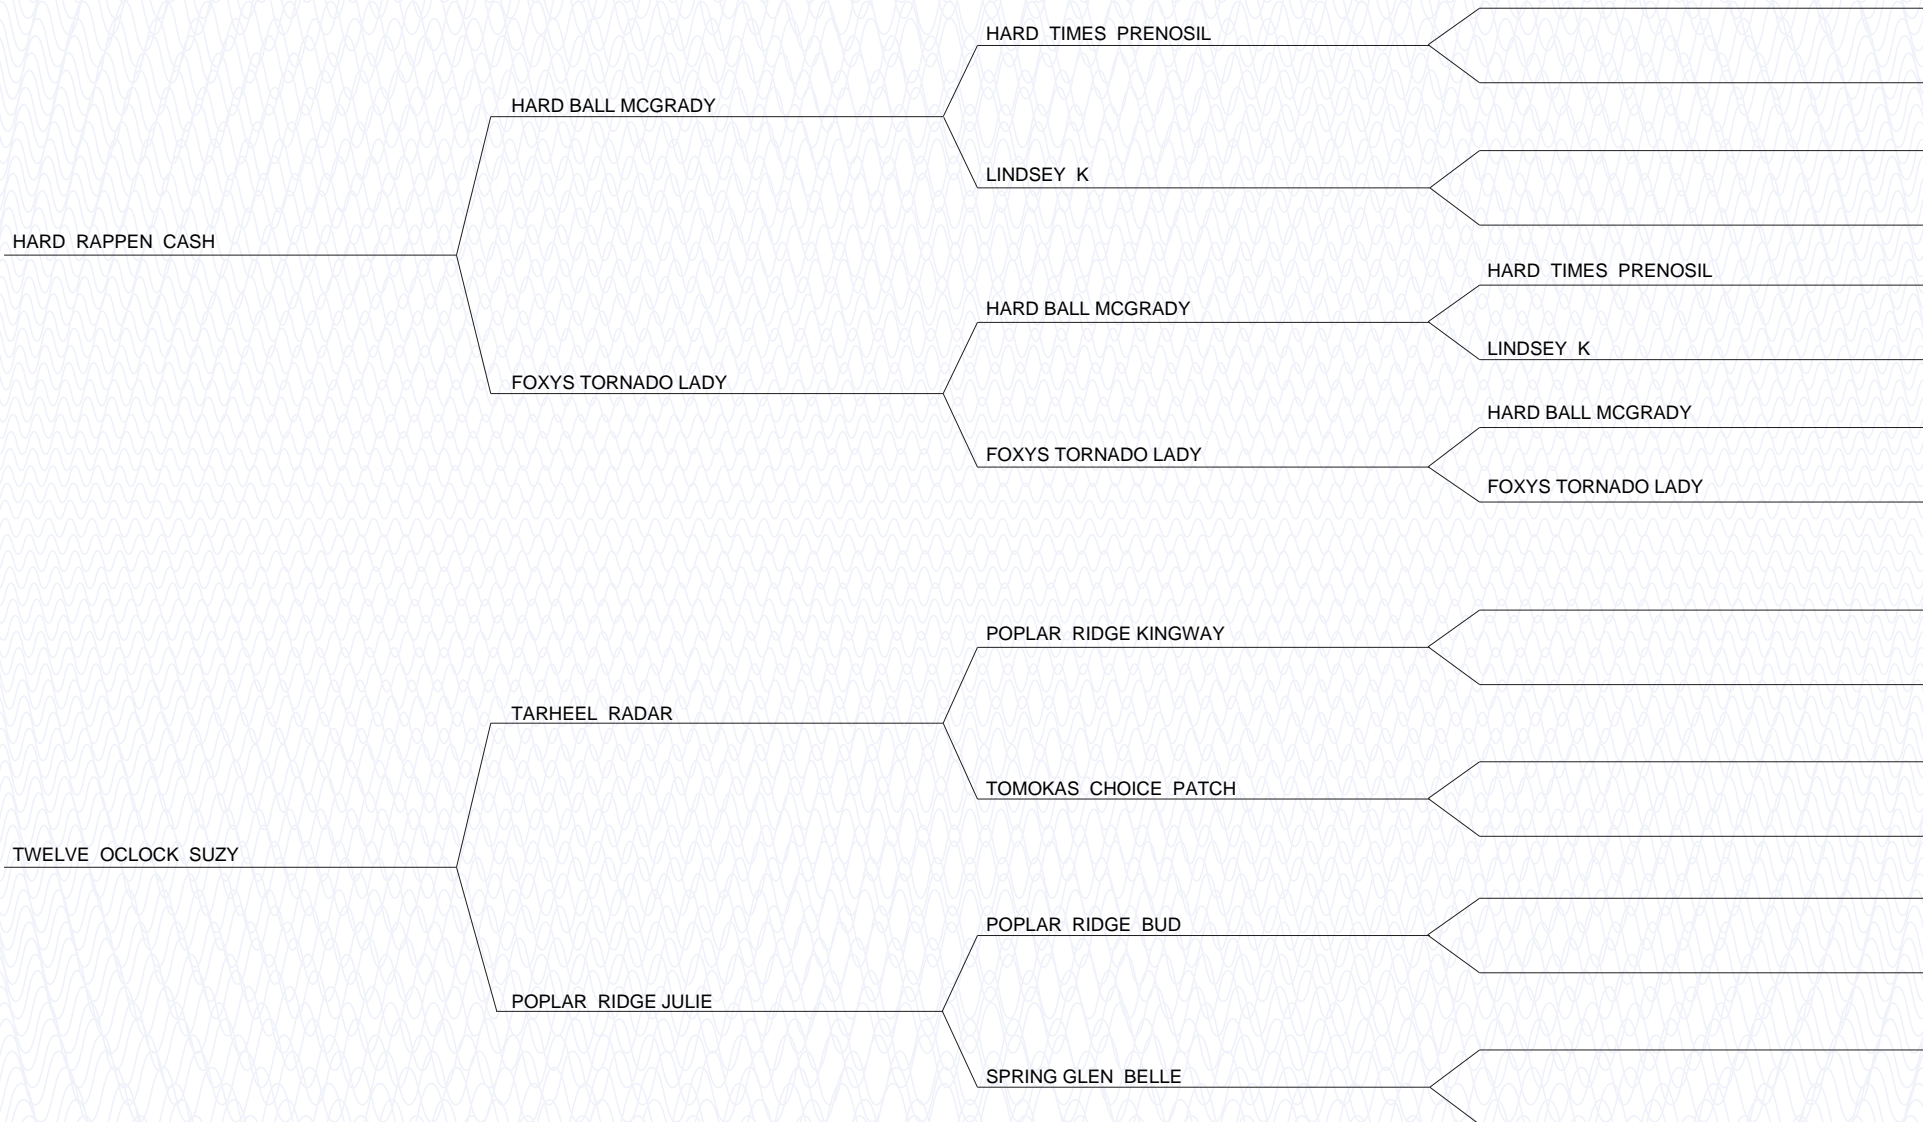 HARD TIMES PRENOSIL
HARD BALL MCGRADY
LINDSEY K
HARD RAPPEN CASH
HARD TIMES PRENOSIL
HARD BALL MCGRADY
LINDSEY K
FOXYS TORNADO LADY
HARD BALL MCGRADY
FOXYS TORNADO LADY
FOXYS TORNADO LADY
POPLAR RIDGE KINGWAY
TARHEEL RADAR
TOMOKAS CHOICE PATCH
TWELVE OCLOCK SUZY
POPLAR RIDGE BUD
POPLAR RIDGE JULIE
SPRING GLEN BELLE